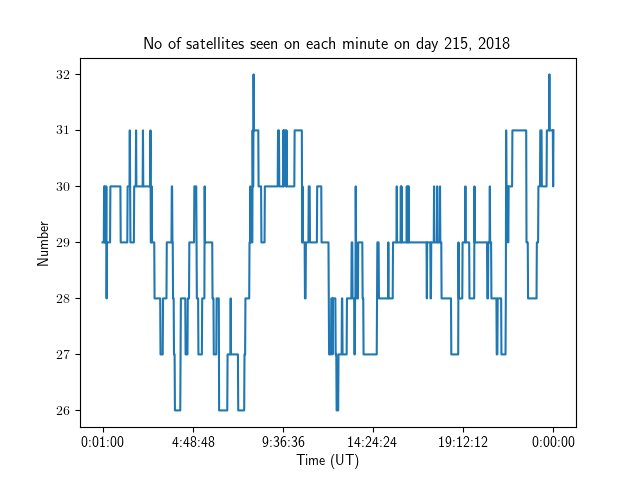 No of satellites seen on each minute on day 215, 2018
32
31
30
29
28
27
26
Number
0:01:00 4:48:48 9:36:36 14:24:24 19:12:12 0:00:00
Time (UT)